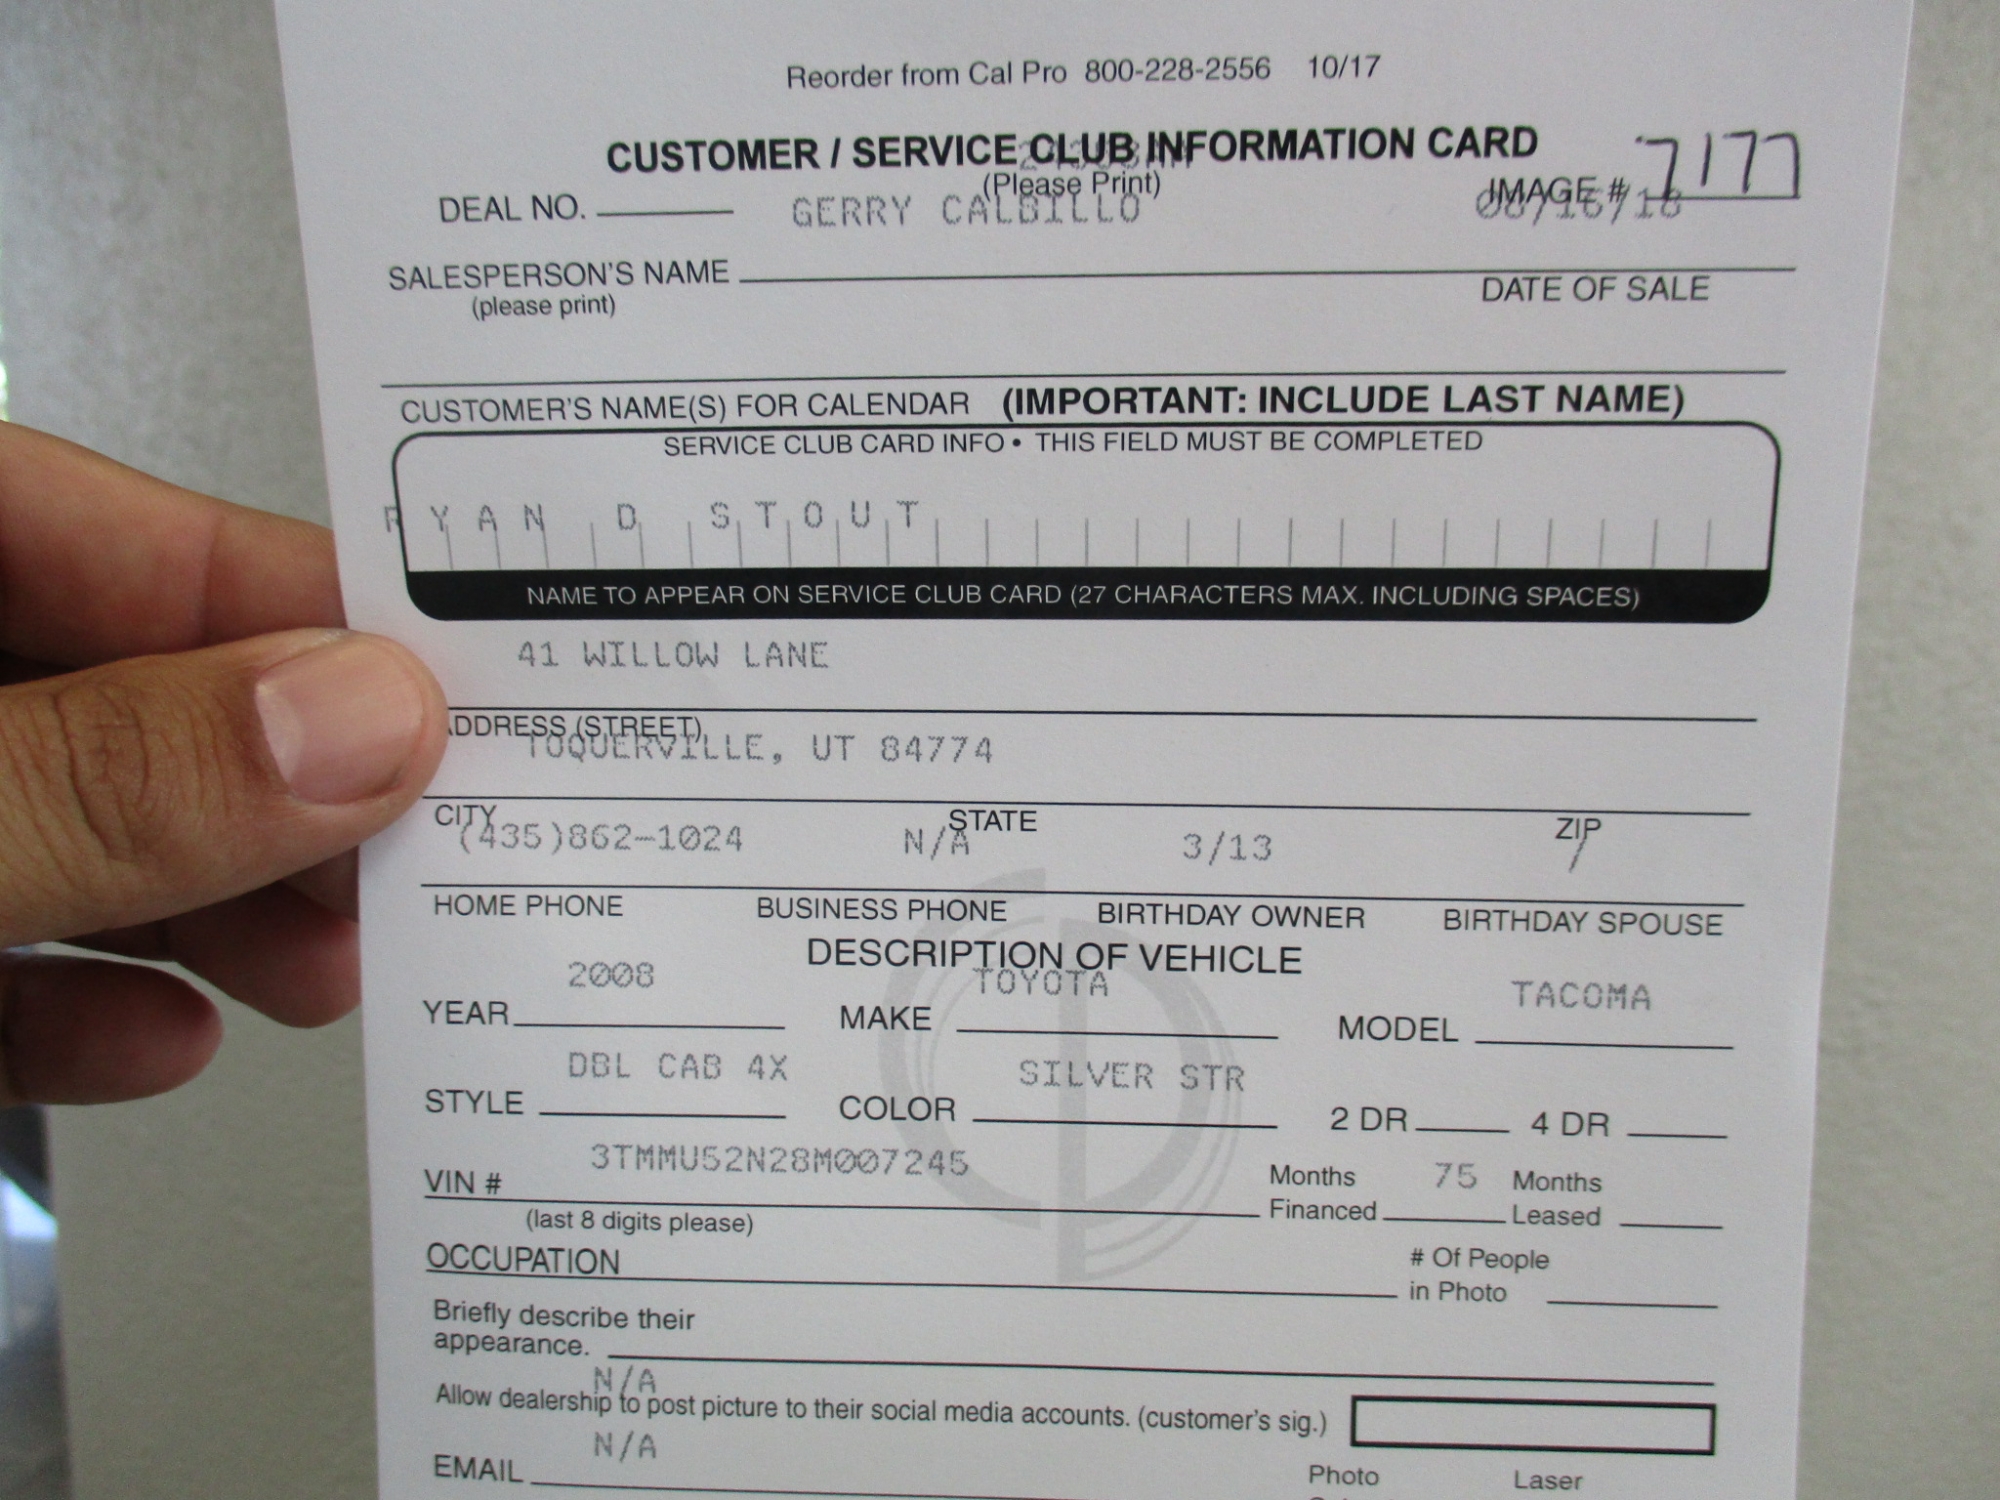 Reorder from Cal Pro 800-228-2556 10/17
CUSTOMER / SERVICE CLUB INFORMATION CARD
(Please Print)
DEAL NO. GERRY CALBILLO IMAGE # 7177
08/16/18
SALESPERSON'S NAME
(please print)
DATE OF SALE
CUSTOMER'S NAME(S) FOR CALENDAR (IMPORTANT: INCLUDE LAST NAME)
SERVICE CLUB CARD INFO • THIS FIELD MUST BE COMPLETED
RYAN D STOUT
NAME TO APPEAR ON SERVICE CLUB CARD (27 CHARACTERS MAX. INCLUDING SPACES)
41 WILLOW LANE
ADDRESS (STREET)
TOQUERVILLE, UT 84774
CITY STATE ZIP
(435)862-1024 N/A 3/13 /
HOME PHONE BUSINESS PHONE BIRTHDAY OWNER BIRTHDAY SPOUSE
DESCRIPTION OF VEHICLE
2008 TOYOTA TACOMA
YEAR MAKE MODEL
DBL CAB 4X SILVER STR
STYLE COLOR 2 DR 4 DR
3TMMU52N28M007245
VIN # Months Financed 75 Months Leased
(last 8 digits please)
OCCUPATION # Of People in Photo
Briefly describe their
appearance.
N/A
Allow dealership to post picture to their social media accounts. (customer's sig.)
N/A
EMAIL
Photo Laser